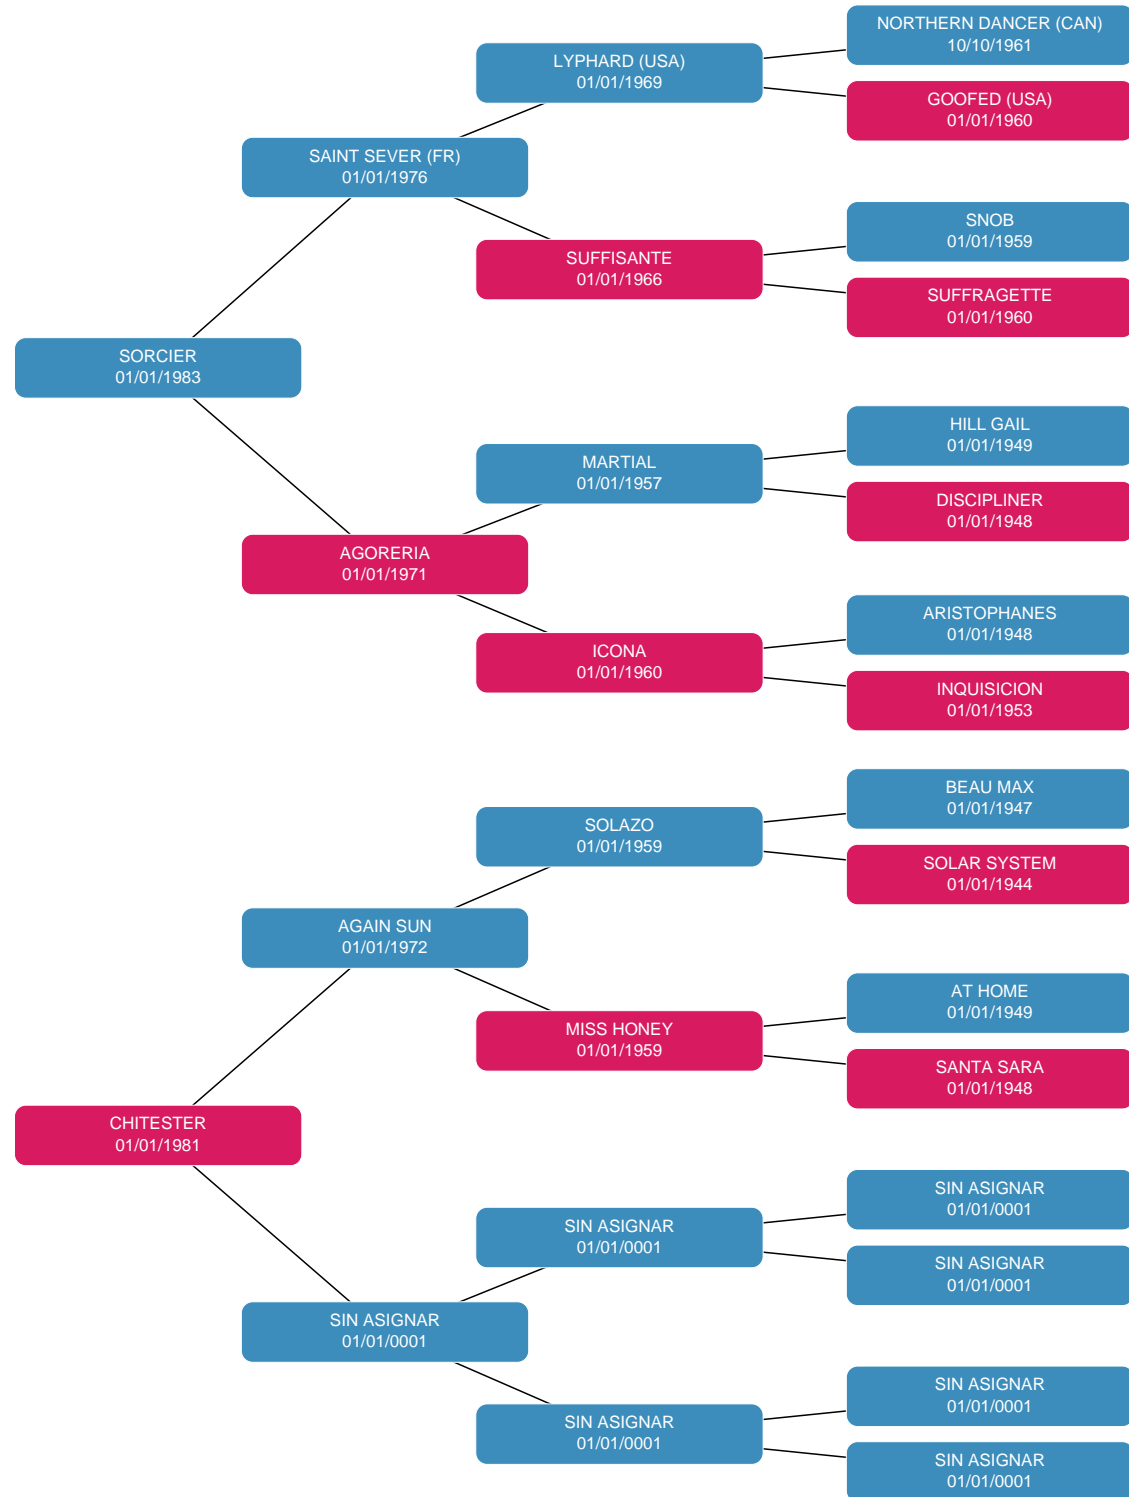 NORTHERN DANCER (CAN)
10/10/1961
LYPHARD (USA)
01/01/1969
GOOFED (USA)
01/01/1960
SAINT SEVER (FR)
01/01/1976
SNOB
01/01/1959
SUFFISANTE
01/01/1966
SUFFRAGETTE
01/01/1960
SORCIER
01/01/1983
HILL GAIL
01/01/1949
MARTIAL
01/01/1957
DISCIPLINER
01/01/1948
AGORERIA
01/01/1971
ARISTOPHANES
01/01/1948
ICONA
01/01/1960
INQUISICION
01/01/1953
BEAU MAX
01/01/1947
SOLAZO
01/01/1959
SOLAR SYSTEM
01/01/1944
AGAIN SUN
01/01/1972
AT HOME
01/01/1949
MISS HONEY
01/01/1959
SANTA SARA
01/01/1948
CHITESTER
01/01/1981
SIN ASIGNAR
01/01/0001
SIN ASIGNAR
01/01/0001
SIN ASIGNAR
01/01/0001
SIN ASIGNAR
01/01/0001
SIN ASIGNAR
01/01/0001
SIN ASIGNAR
01/01/0001
SIN ASIGNAR
01/01/0001